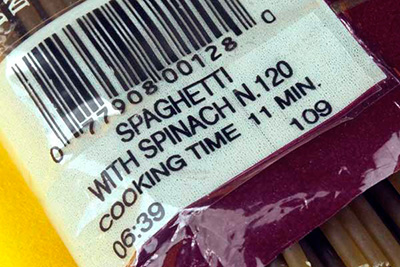 0 77908 00128 0
SPAGHETTI
WITH SPINACH N.120
COOKING TIME 11 MIN.
06:39 109